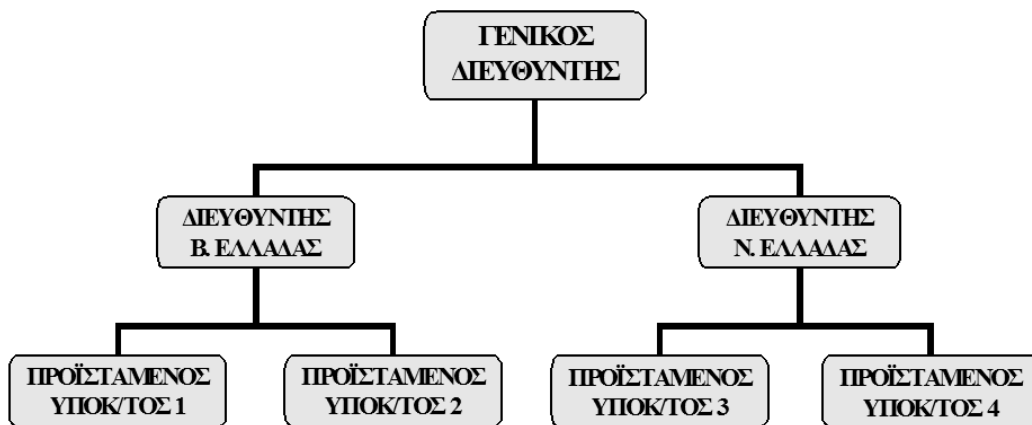 ΓΕΝΙΚΟΣ
ΔΙΕΥΘΥΝΤΗΣ
ΔΙΕΥΘΥΝΤΗΣ
Β. ΕΛΛΑΔΑΣ
ΔΙΕΥΘΥΝΤΗΣ
Ν. ΕΛΛΑΔΑΣ
ΠΡΟΪΣΤΑΜΕΝΟΣ
ΥΠΟΚ/ΤΟΣ 1
ΠΡΟΪΣΤΑΜΕΝΟΣ
ΥΠΟΚ/ΤΟΣ 2
ΠΡΟΪΣΤΑΜΕΝΟΣ
ΥΠΟΚ/ΤΟΣ 3
ΠΡΟΪΣΤΑΜΕΝΟΣ
ΥΠΟΚ/ΤΟΣ 4